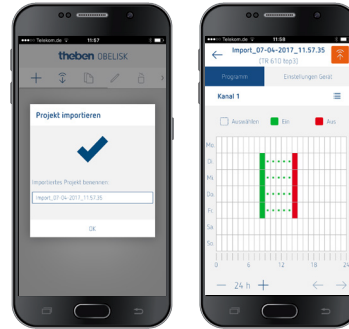 Telekom.de
11:57
theben OBELISK
Projekt importieren
Importiertes Projekt benennen
Import_07-04-2017_11.57.35
OK
Telekom.de
11:58
Import_07-04-2017_11.57.35
[TR 610 top3]
Programm
Einstellungen Gerät
Kanal 1
Auswählen
Ein
Aus
Mo
Di
Mi
Do
Fr
Sa
So
0
6
12
18
24
24 h